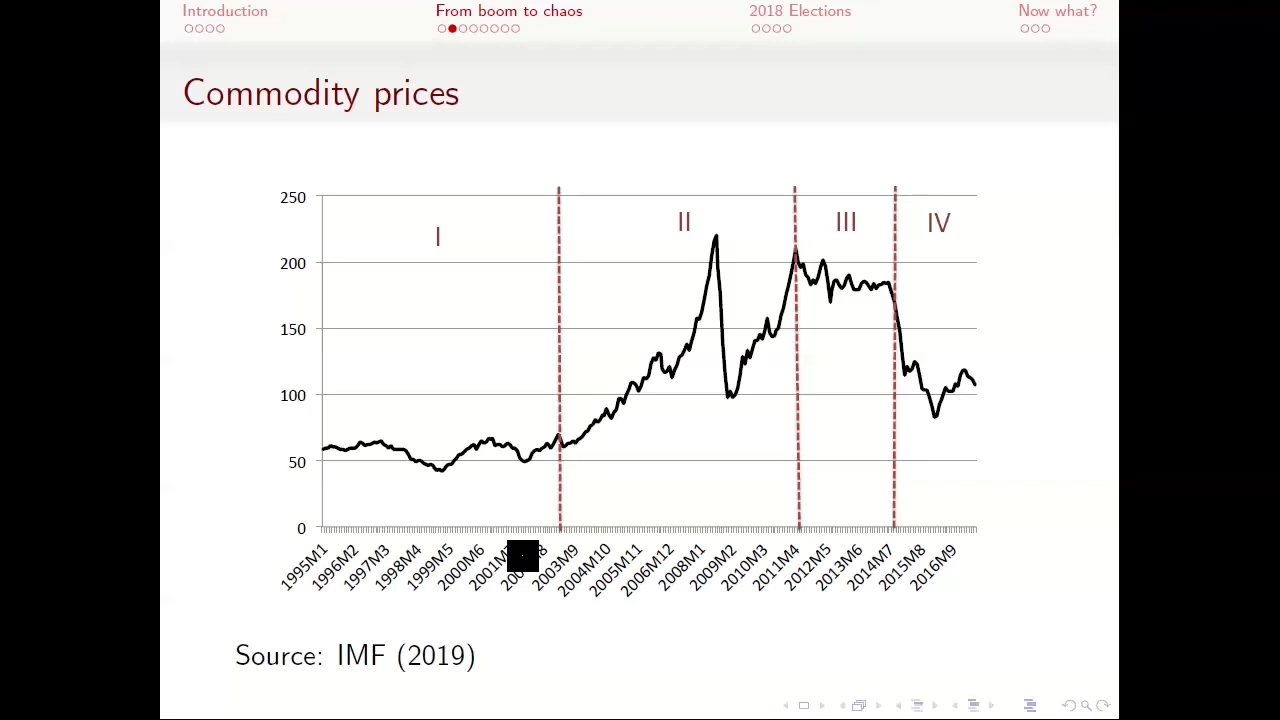 Introduction From boom to chaos 2018 Elections Now what?
Commodity prices
250
200
150
100
50
0
I II III IV
1995M1 1996M2 1997M3 1998M4 1999M5 2000M6 2003M9 2004M10 2005M11 2006M12 2008M1 2009M2 2010M3 2011M4 2012M5 2013M6 2014M7 2015M8 2016M9
Source: IMF (2019)